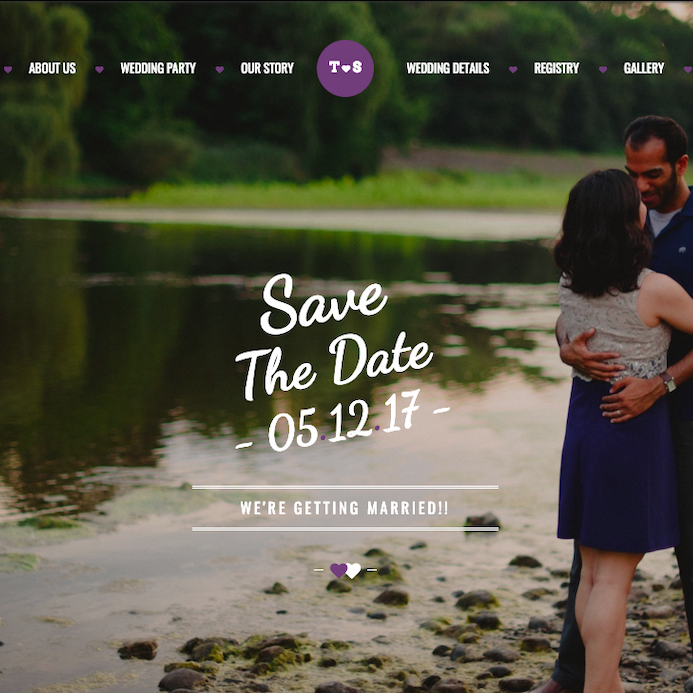 ABOUT US WEDDING PARTY OUR STORY T♥S WEDDING DETAILS REGISTRY GALLERY
Save
The Date
- 05.12.17 -
WE'RE GETTING MARRIED!!